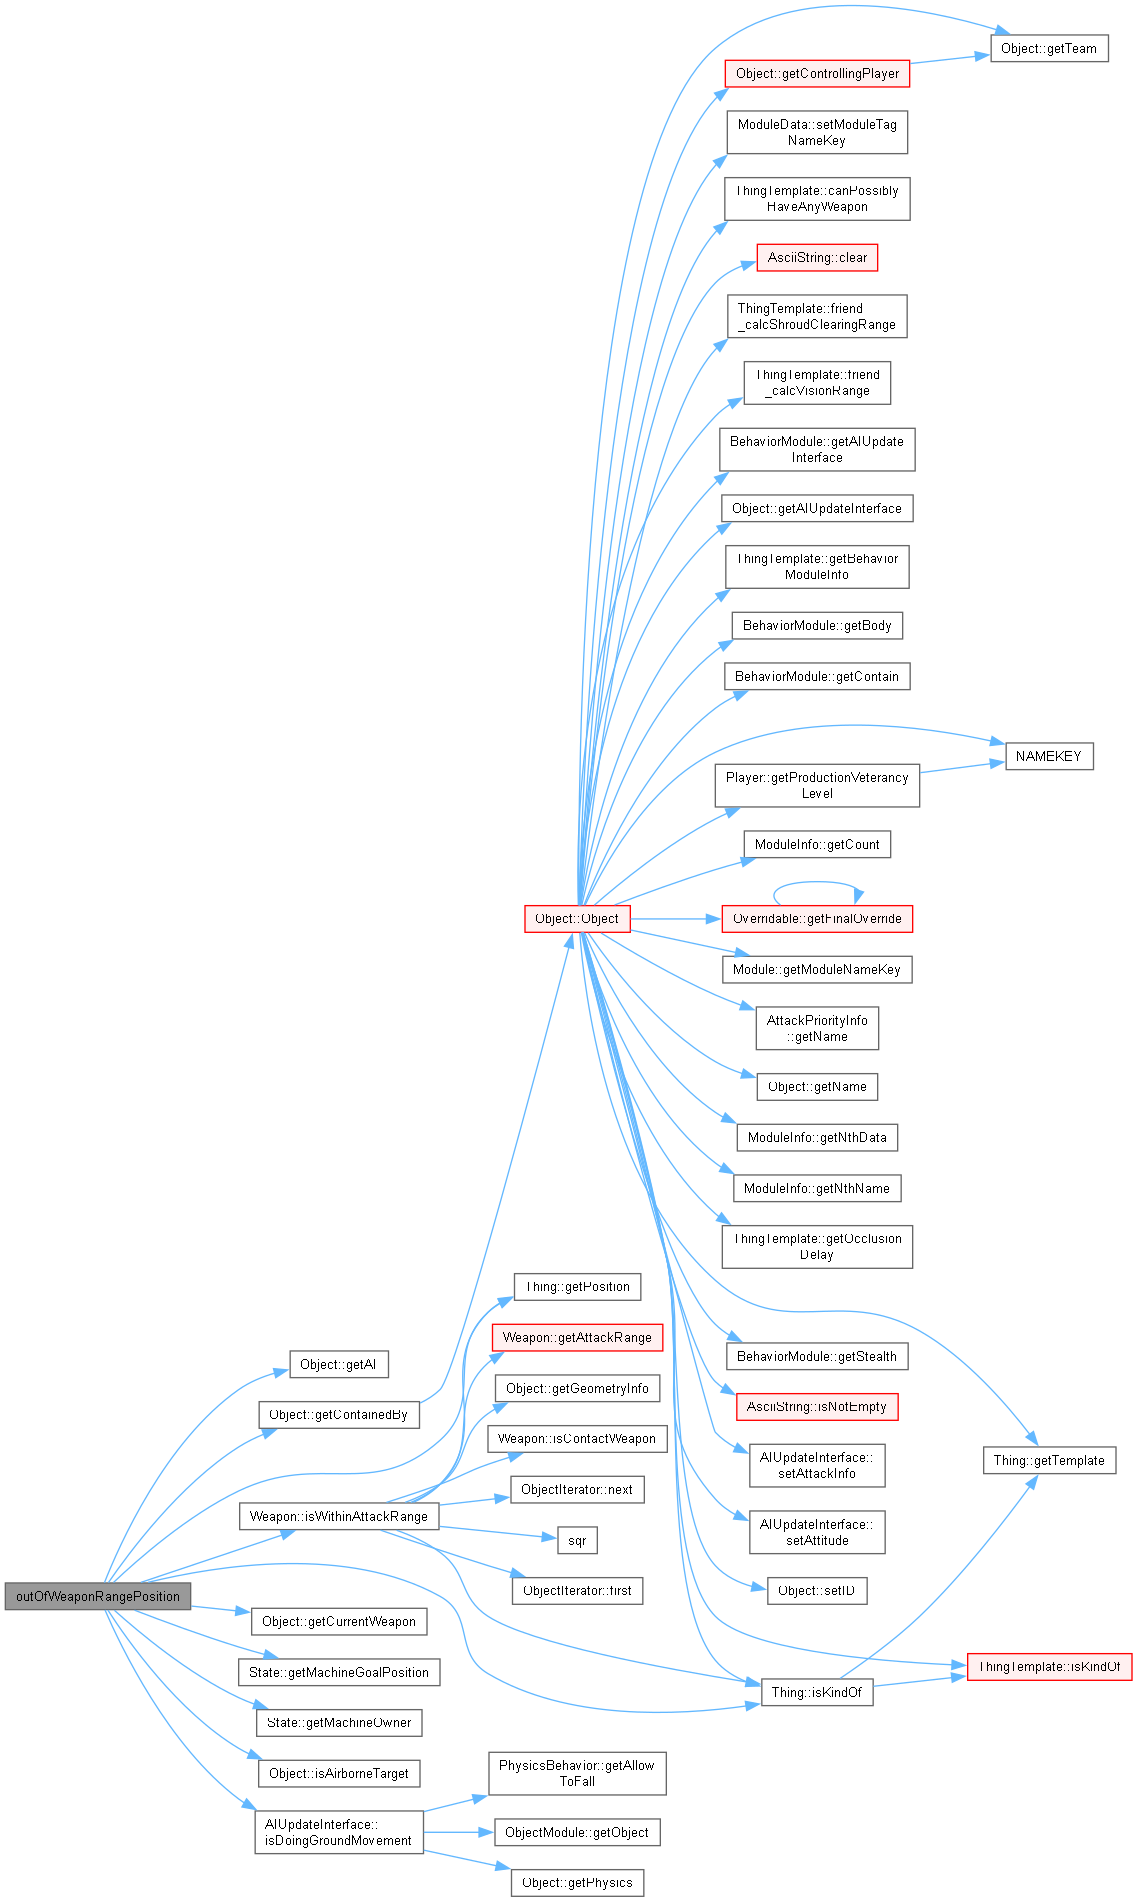 Object::getTeam
Object::getControllingPlayer
ModuleData::setModuleTag
NameKey
ThingTemplate::canPossibly
HaveAnyWeapon
AsciiString::clear
ThingTemplate::friend
_calcShroudClearingRange
ThingTemplate::friend
_calcVisionRange
BehaviorModule::getAIUpdate
Interface
Object::getAIUpdateInterface
ThingTemplate::getBehavior
ModuleInfo
BehaviorModule::getBody
BehaviorModule::getContain
NAMEKEY
Player::getProductionVeterancy
Level
ModuleInfo::getCount
Object::Object
Overridable::getFinalOverride
Module::getModuleNameKey
AttackPriorityInfo
::getName
Object::getName
ModuleInfo::getNthData
ModuleInfo::getNthName
ThingTemplate::getOcclusion
Delay
Thing::getPosition
Weapon::getAttackRange
BehaviorModule::getStealth
Object::getAI
Object::getGeometryInfo
AsciiString::isNotEmpty
Object::getContainedBy
Weapon::isContactWeapon
AIUpdateInterface::
setAttackInfo
Thing::getTemplate
ObjectIterator::next
Weapon::isWithinAttackRange
sqr
AIUpdateInterface::
setAttitude
outOfWeaponRangePosition
ObjectIterator::first
Object::setID
Object::getCurrentWeapon
State::getMachineGoalPosition
ThingTemplate::isKindOf
Thing::isKindOf
State::getMachineOwner
Object::isAirborneTarget
PhysicsBehavior::getAllow
ToFall
AIUpdateInterface::
isDoingGroundMovement
ObjectModule::getObject
Object::getPhysics